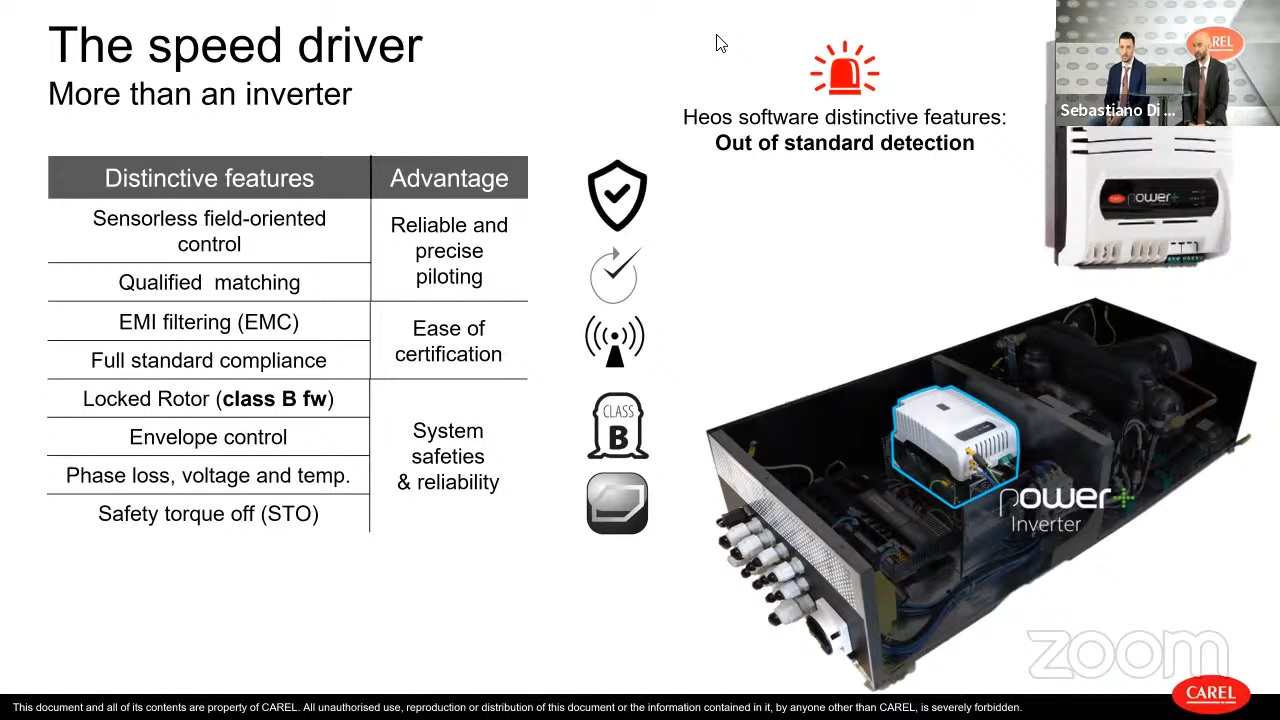 The speed driver
More than an inverter
Distinctive features
Advantage
Sensorless field-oriented
control
Qualified  matching
Reliable and
precise
piloting
EMI filtering (EMC)
Full standard compliance
Ease of
certification
Locked Rotor (class B fw)
Envelope control
Phase loss, voltage and temp.
Safety torque off (STO)
System
safeties
& reliability
CLASS
B
Heos software distinctive features:
Out of standard detection
CAREL
Sebastiano Di ...
CAREL power+
power+
Inverter
zoom
CAREL
This document and all of its contents are property of CAREL. All unauthorised use, reproduction or distribution of this document or the information contained in it, by anyone other than CAREL, is severely forbidden.